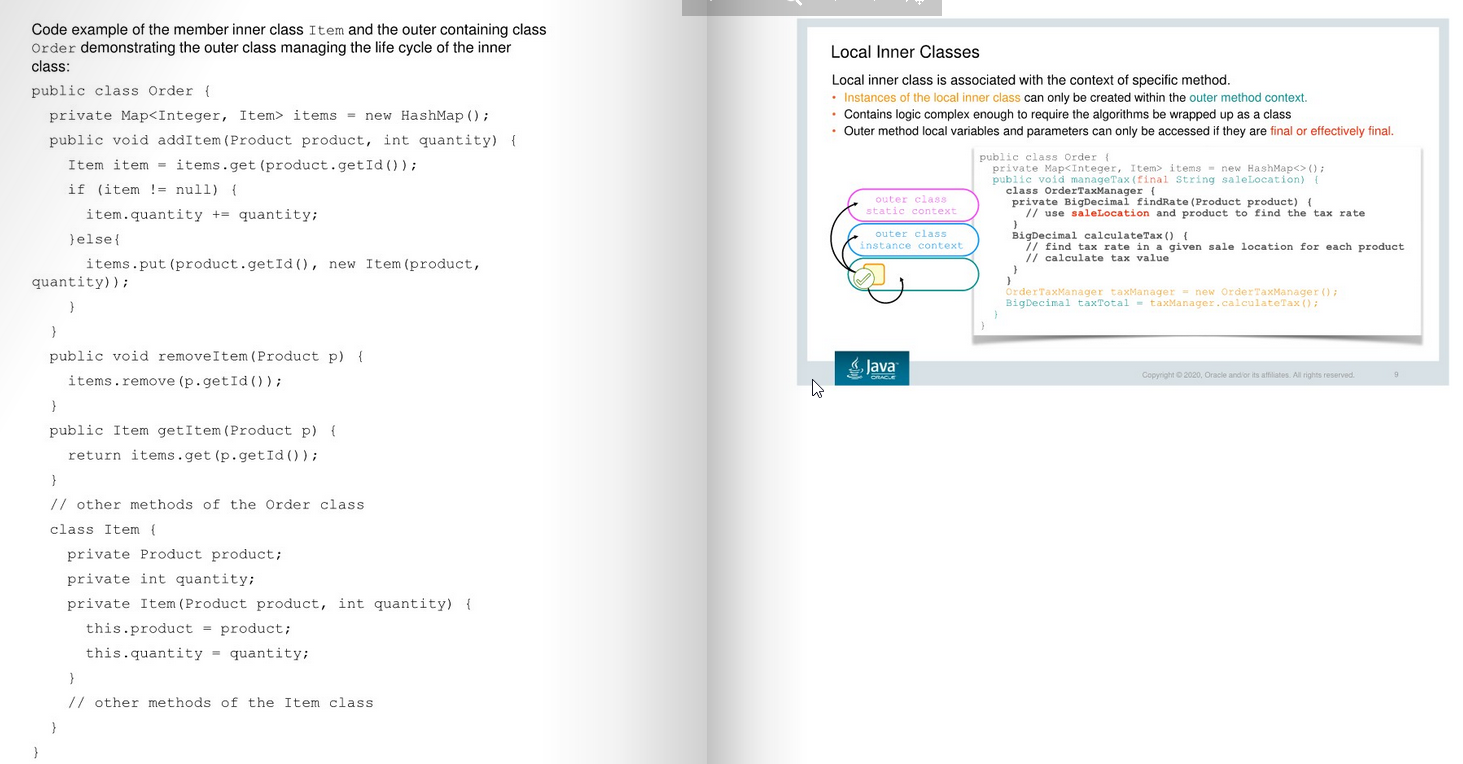 Code example of the member inner class Item and the outer containing class
Order demonstrating the outer class managing the life cycle of the inner
class:
public class Order {
private Map<Integer, Item> items = new HashMap();
public void addItem(Product product, int quantity) {
Item item = items.get(product.getId());
if (item != null) {
item.quantity += quantity;
}else{
items.put(product.getId(), new Item(product,
quantity));
}
}
public void removeItem(Product p) {
items.remove(p.getId());
}
public Item getItem(Product p) {
return items.get(p.getId());
}
// other methods of the Order class
class Item {
private Product product;
private int quantity;
private Item(Product product, int quantity) {
this.product = product;
this.quantity = quantity;
}
// other methods of the Item class
}
}
Local Inner Classes
Local inner class is associated with the context of specific method.
• Instances of the local inner class can only be created within the outer method context.
• Contains logic complex enough to require the algorithms be wrapped up as a class
• Outer method local variables and parameters can only be accessed if they are final or effectively final.
outer class
static context
outer class
instance context
public class Order {
private Map<Integer, Item> items = new HashMap<>();
public void manageTax(final String saleLocation) {
class OrderTaxManager {
private BigDecimal findRate(Product product) {
// use saleLocation and product to find the tax rate
}
BigDecimal calculateTax() {
// find tax rate in a given sale location for each product
// calculate tax value
}
}
OrderTaxManager taxManager = new OrderTaxManager();
BigDecimal taxTotal = taxManager.calculateTax();
}
}
Java™
ORACLE
Copyright © 2020, Oracle and/or its affiliates. All rights reserved.
9